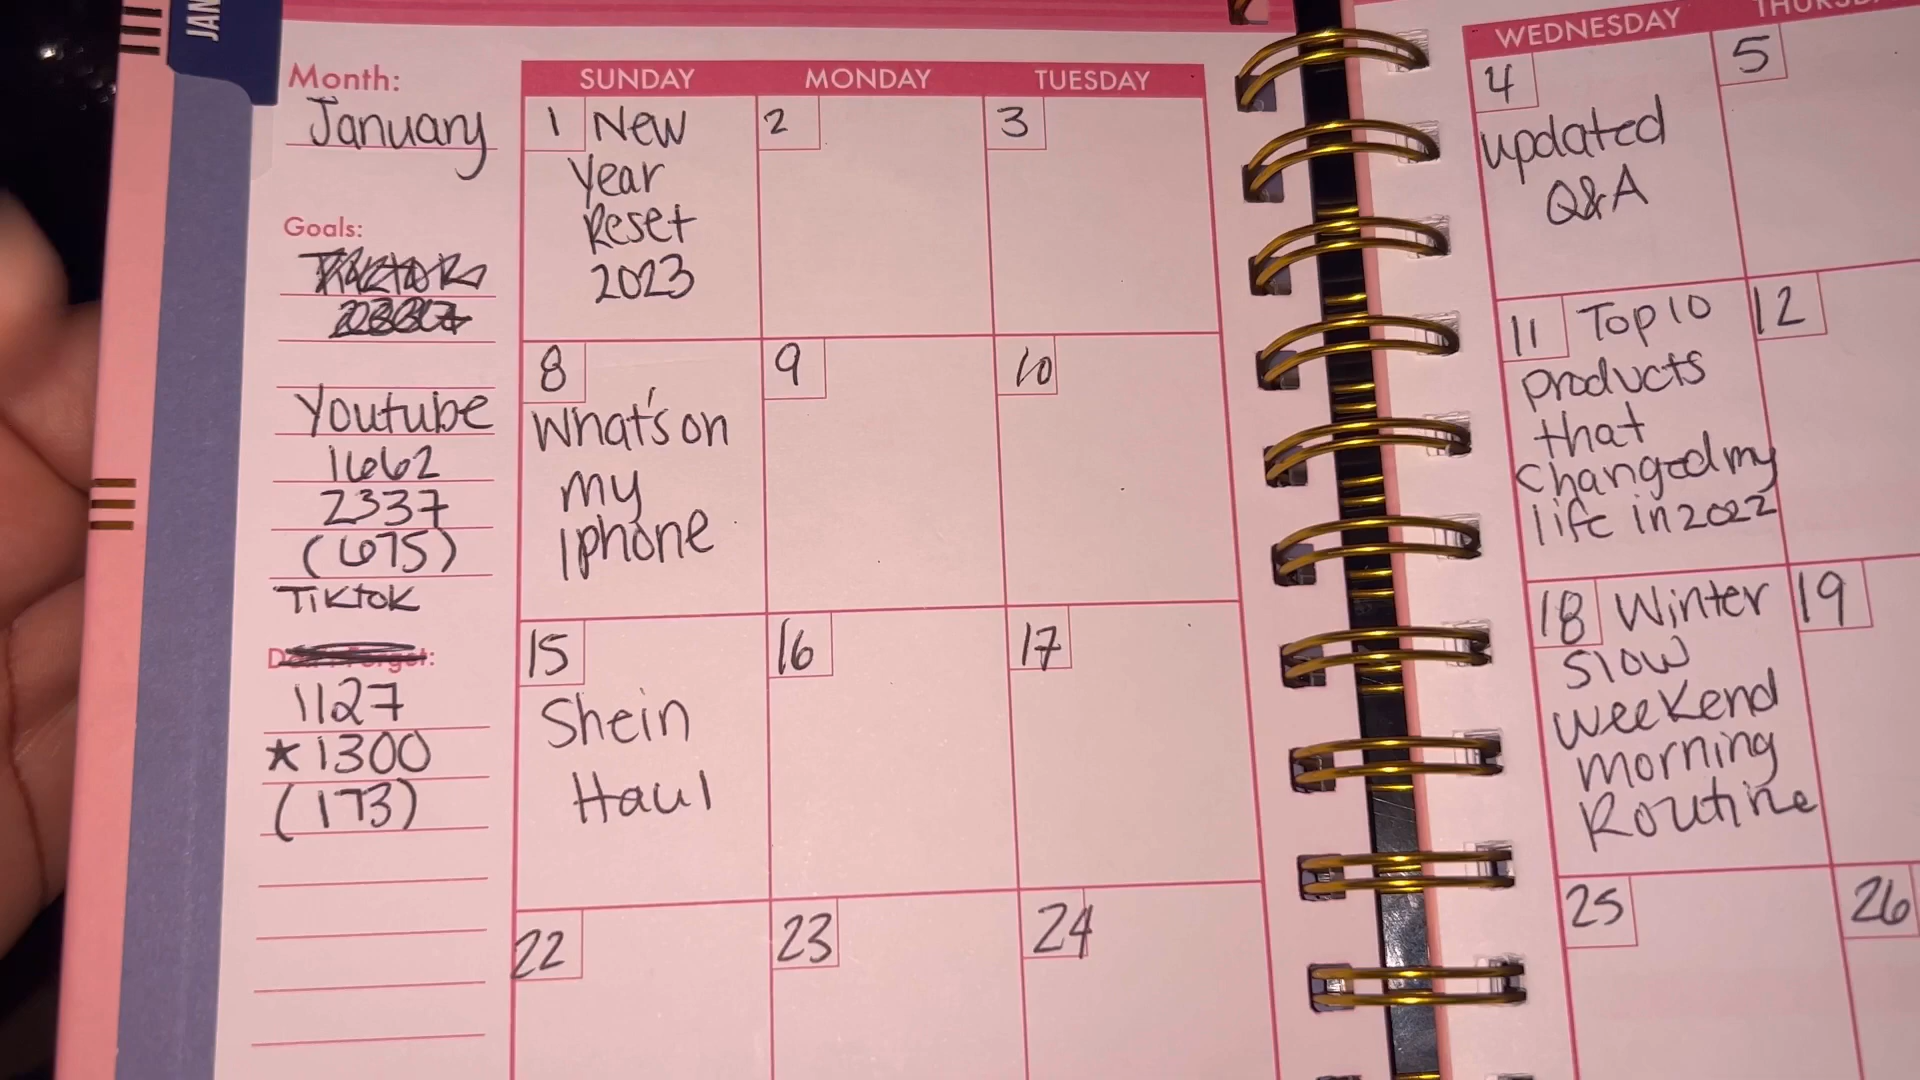 JAN
Month:
January
Goals:
Youtube
1662
2337
(675)
TikTok
1127
★1300
(173)
SUNDAY MONDAY TUESDAY WEDNESDAY
1 New
Year
Reset
2023
2
3
4
updated
Q&A
5
8
What's on
my
iphone
9
10
11 Top 10
products
that
changed my
life in 2022
12
15
Shein
Haul
16
17
18 Winter
Slow
weekend
morning
Routine
19
22
23
24
25
26